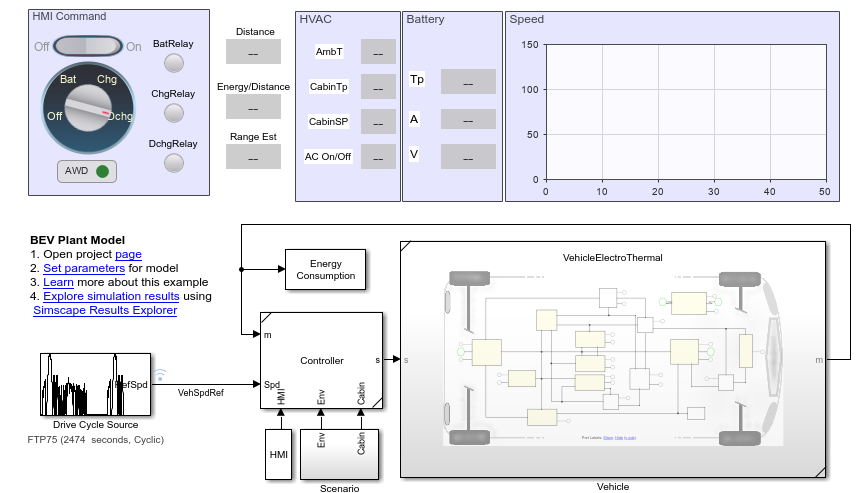 HMI Command
Off
On
BatRelay
Bat
Chg
Off
Dchg
ChgRelay
DchgRelay
AWD
Distance
--
Energy/Distance
--
Range Est
--
HVAC
AmbT
--
CabinTp
--
CabinSP
--
AC On/Off
--
Battery
Tp
--
A
--
V
--
Speed
150
100
50
0
0 10 20 30 40 50
BEV Plant Model
1. Open project page
2. Set parameters for model
3. Learn more about this example
4. Explore simulation results using
Simscape Results Explorer
Energy
Consumption
m
Controller
s
Spd
HMI
Env
Cabin
RefSpd
VehSpdRef
Drive Cycle Source
FTP75 (2474 seconds, Cyclic)
HMI
Env
Cabin
Scenario
VehicleElectroThermal
s
m
Vehicle